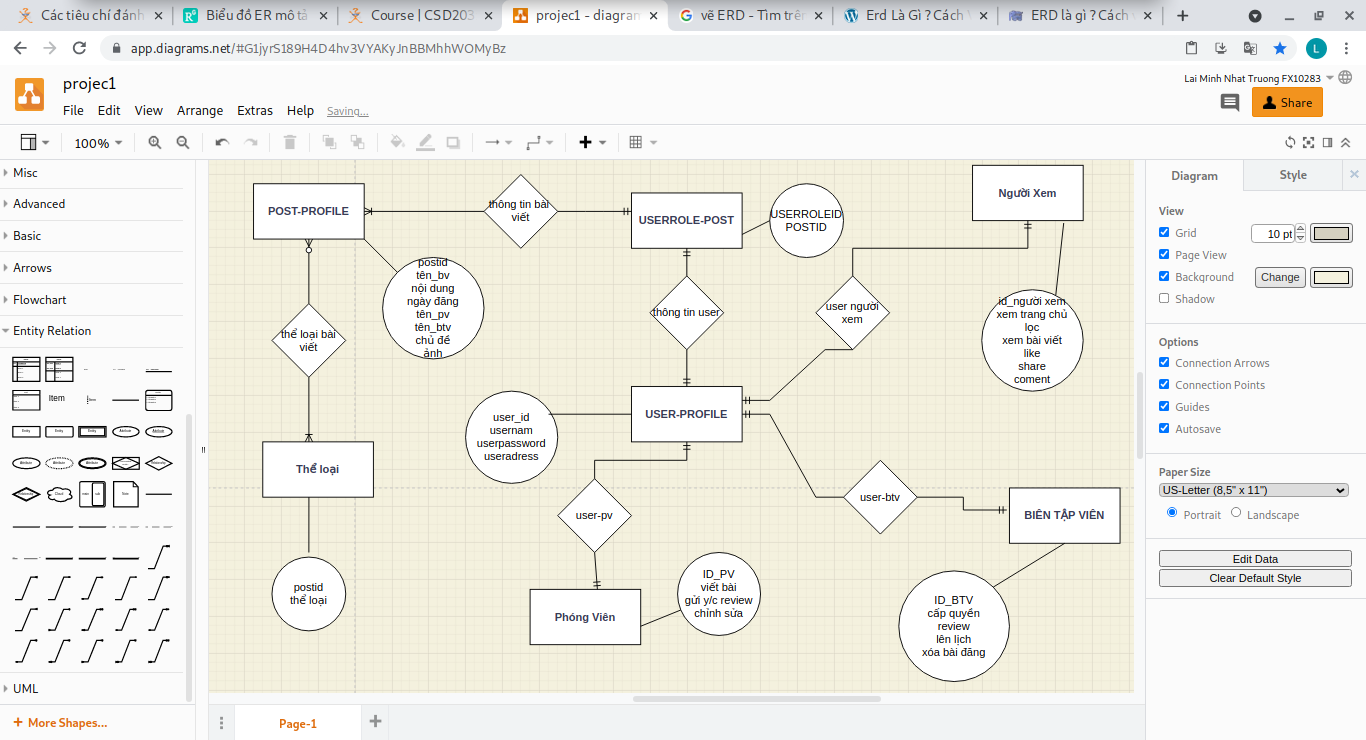 Các tiêu chí đánh
Biểu đồ ER mô tả
Course | CSD203
projec1 - diagram
vẽ ERD - Tìm trên
Erd Là Gì ? Cách
ERD là gì ? Cách
app.diagrams.net/#G1jyrS189H4D4hv3VYAKyJnBBMhhWOMyBz
L
projec1
Lai Minh Nhat Truong FX10283
File Edit View Arrange Extras Help Saving...
Share
100%
Misc
Advanced
Basic
Arrows
Flowchart
Entity Relation
Item
UML
+ More Shapes...
POST-PROFILE
thông tin bài
viết
USERROLE-POST
USERROLEID
POSTID
Người Xem
postid
tên_bv
nội dung
ngày đăng
tên_pv
tên_btv
chủ đề
ảnh
thể loại bài
viết
thông tin user
user người
xem
id_người xem
xem trang chủ
lọc
xem bài viết
like
share
coment
Thể loại
user_id
usernam
userpassword
useradress
USER-PROFILE
user-pv
user-btv
BIÊN TẬP VIÊN
postid
thể loại
Phóng Viên
ID_PV
viết bài
gửi y/c review
chỉnh sửa
ID_BTV
cấp quyền
review
lên lịch
xóa bài đăng
Page-1
Diagram
Style
View
Grid
10 pt
Page View
Background
Change
Shadow
Options
Connection Arrows
Connection Points
Guides
Autosave
Paper Size
US-Letter (8,5" x 11")
Portrait
Landscape
Edit Data
Clear Default Style